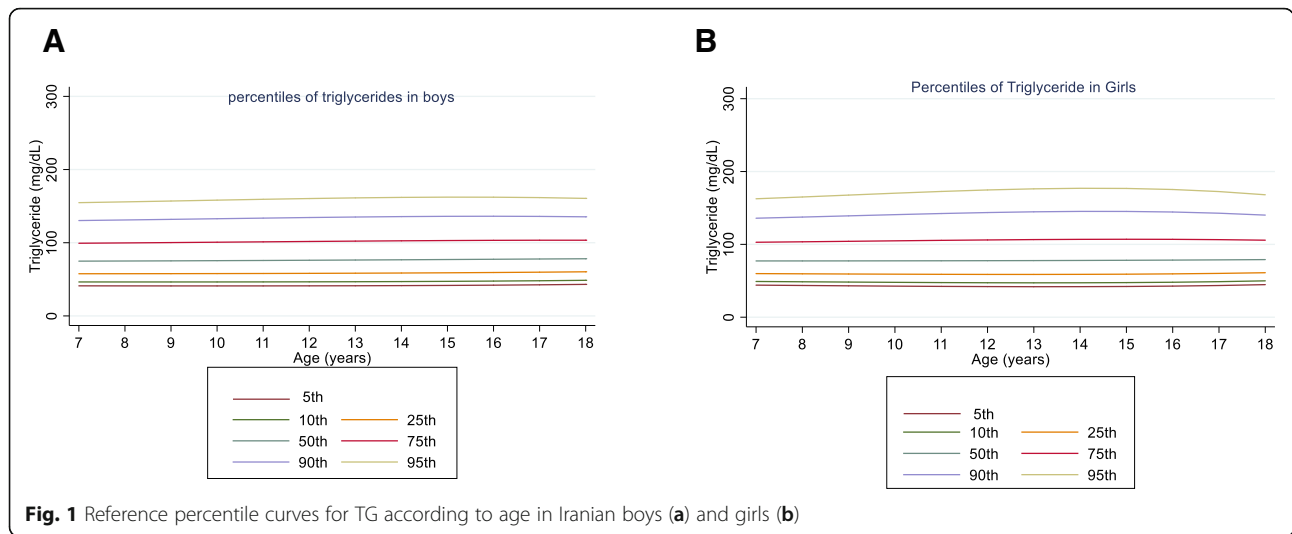 A
percentiles of triglycerides in boys
Triglyceride (mg/dL)
300
200
100
0
7 8 9 10 11 12 13 14 15 16 17 18
Age (years)
5th
10th 25th
50th 75th
90th 95th
B
Percentiles of Triglyceride in Girls
Triglyceride (mg/dL)
300
200
100
0
7 8 9 10 11 12 13 14 15 16 17 18
Age (years)
5th
10th 25th
50th 75th
90th 95th
Fig. 1 Reference percentile curves for TG according to age in Iranian boys (a) and girls (b)